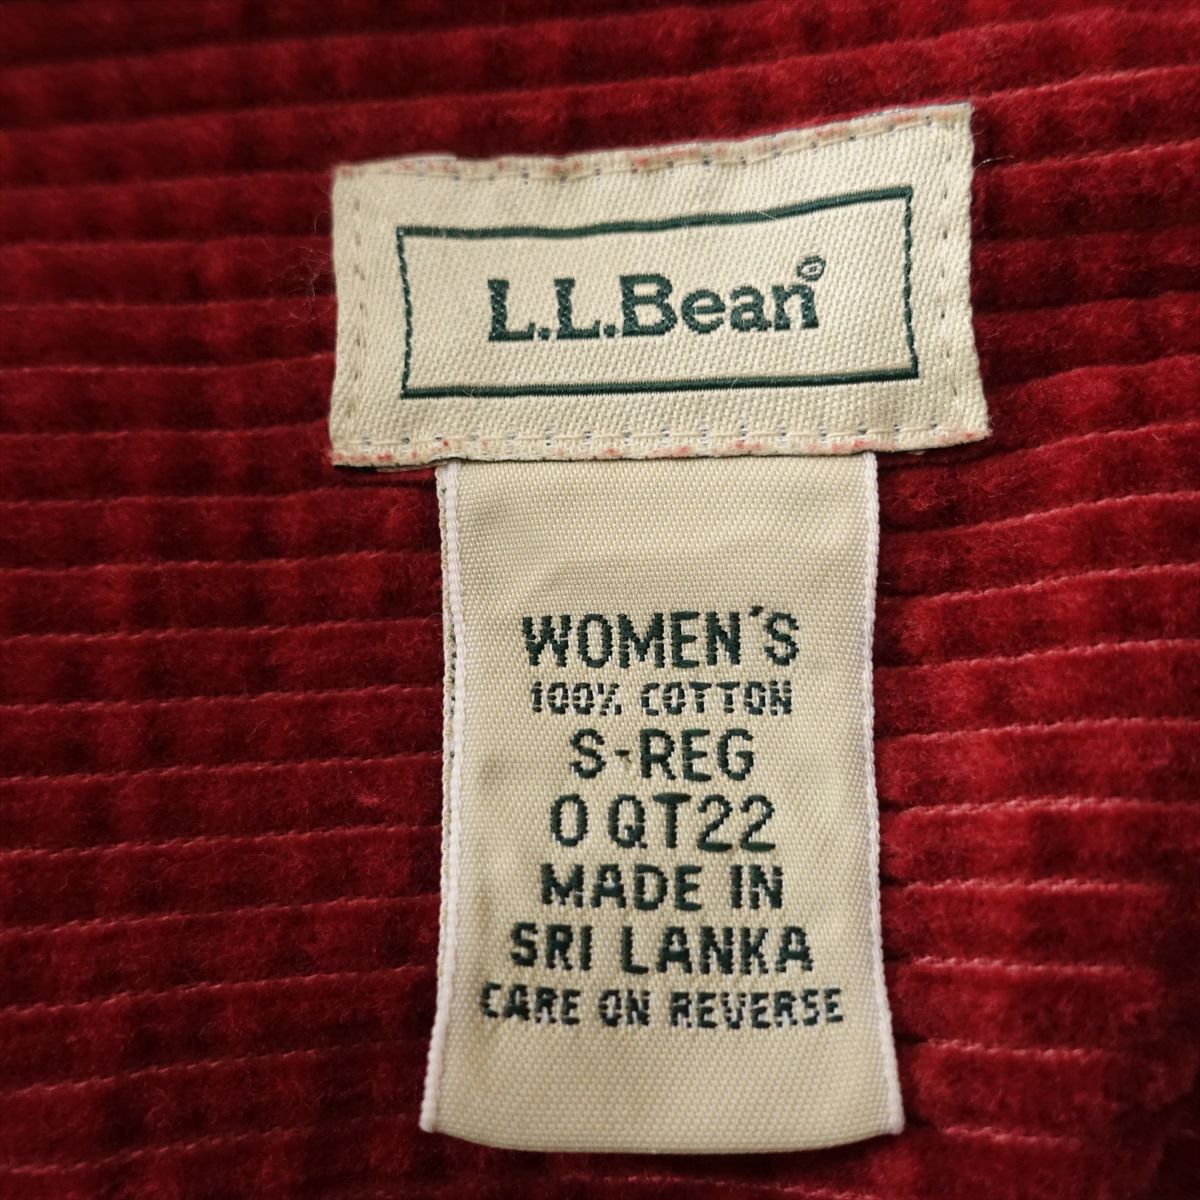 L.L.Bean®
WOMEN'S
100% COTTON
S-REG
0 QT22
MADE IN
SRI LANKA
CARE ON REVERSE